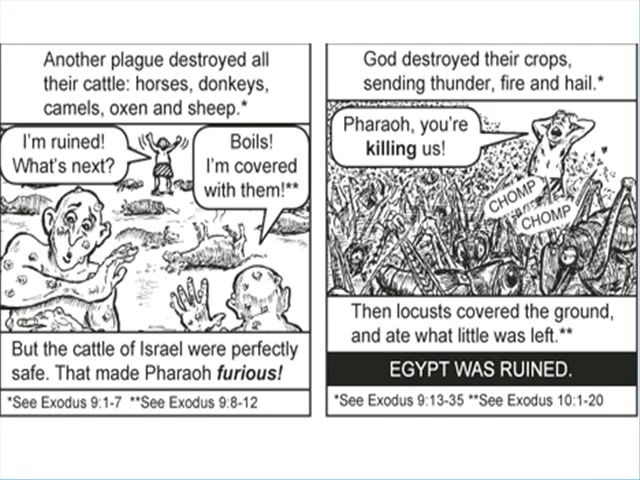 Another plague destroyed all
their cattle: horses, donkeys,
camels, oxen and sheep.*
I'm ruined!
What's next?
Boils!
I'm covered
with them!**
But the cattle of Israel were perfectly
safe. That made Pharaoh furious!
*See Exodus 9:1-7 **See Exodus 9:8-12
God destroyed their crops,
sending thunder, fire and hail.*
Pharaoh, you're
killing us!
CHOMP
CHOMP
Then locusts covered the ground,
and ate what little was left.**
EGYPT WAS RUINED.
*See Exodus 9:13-35 **See Exodus 10:1-20